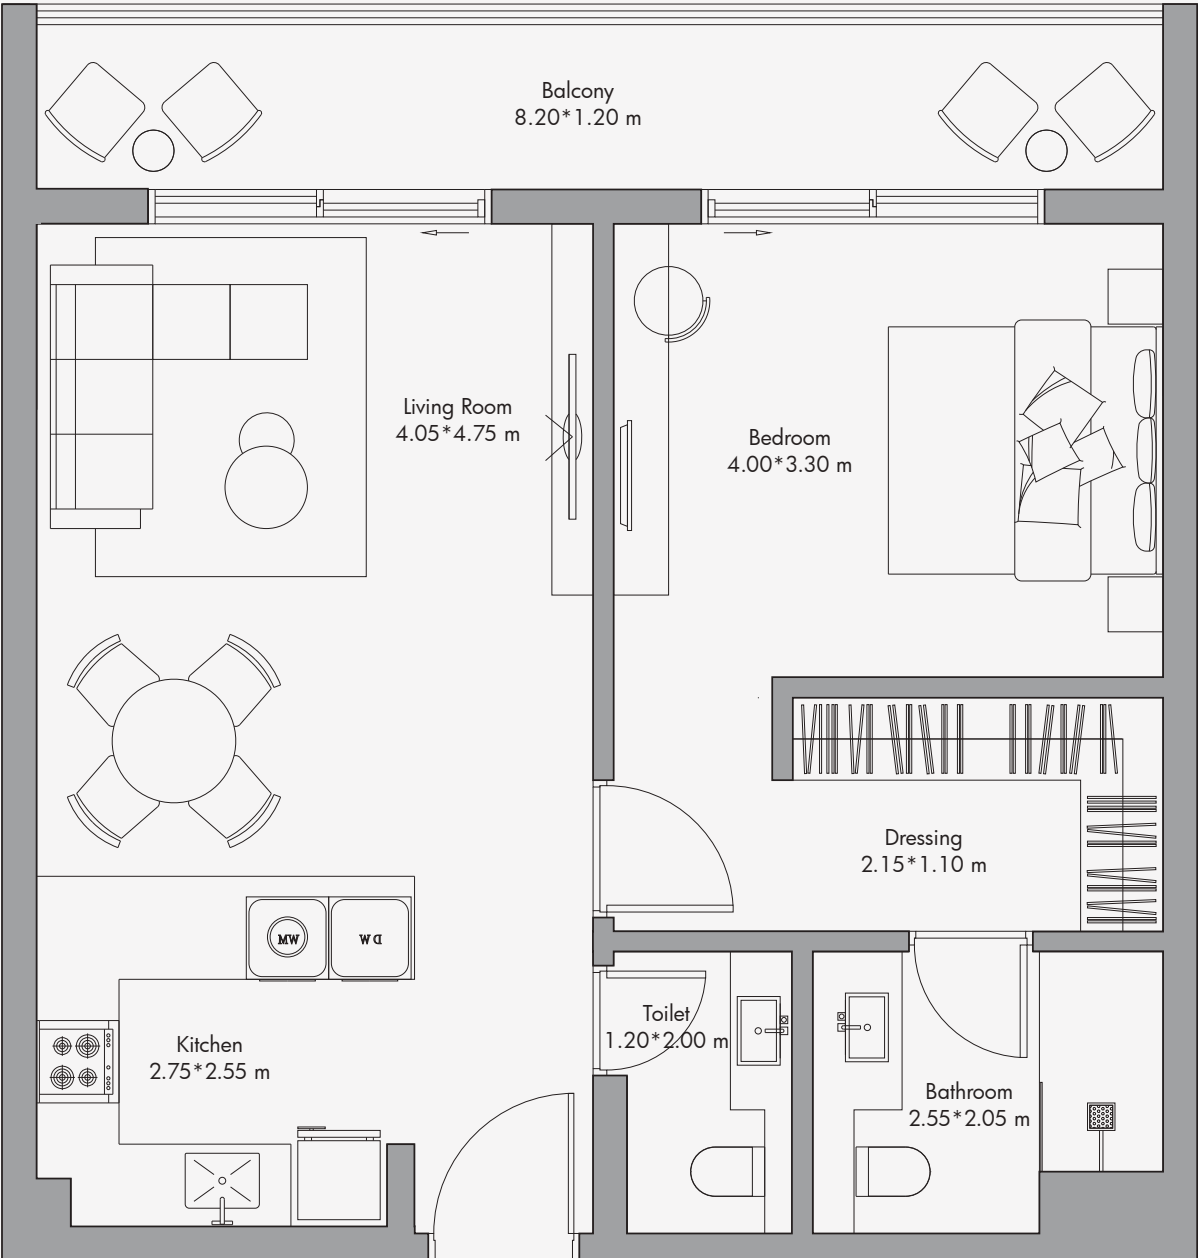 Balcony
8.20*1.20 m
Living Room
4.05*4.75 m
Bedroom
4.00*3.30 m
Dressing
2.15*1.10 m
MW
DW
Kitchen
2.75*2.55 m
Toilet
1.20*2.00 m
Bathroom
2.55*2.05 m